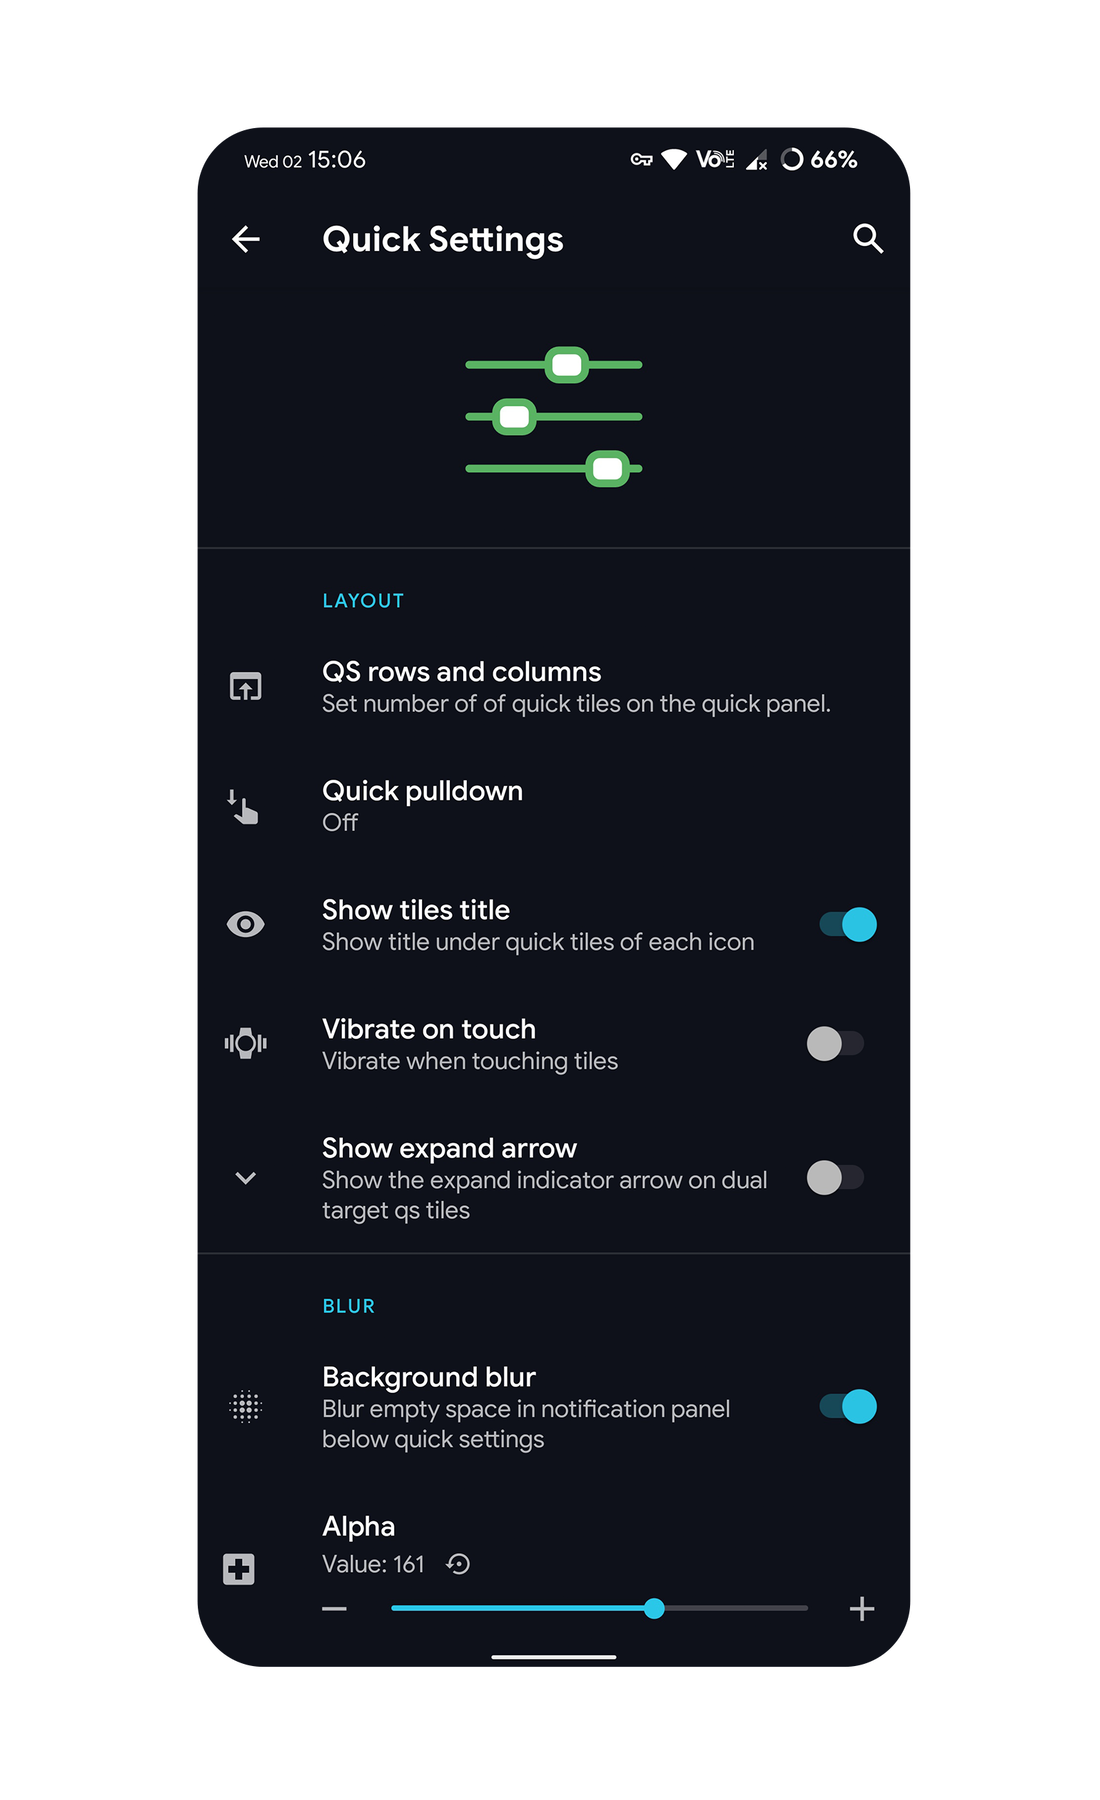 Wed 02 15:06 Vo LTE 66%
Quick Settings
LAYOUT
QS rows and columns
Set number of of quick tiles on the quick panel.
Quick pulldown
Off
Show tiles title
Show title under quick tiles of each icon
Vibrate on touch
Vibrate when touching tiles
Show expand arrow
Show the expand indicator arrow on dual
target qs tiles
BLUR
Background blur
Blur empty space in notification panel
below quick settings
Alpha
Value: 161